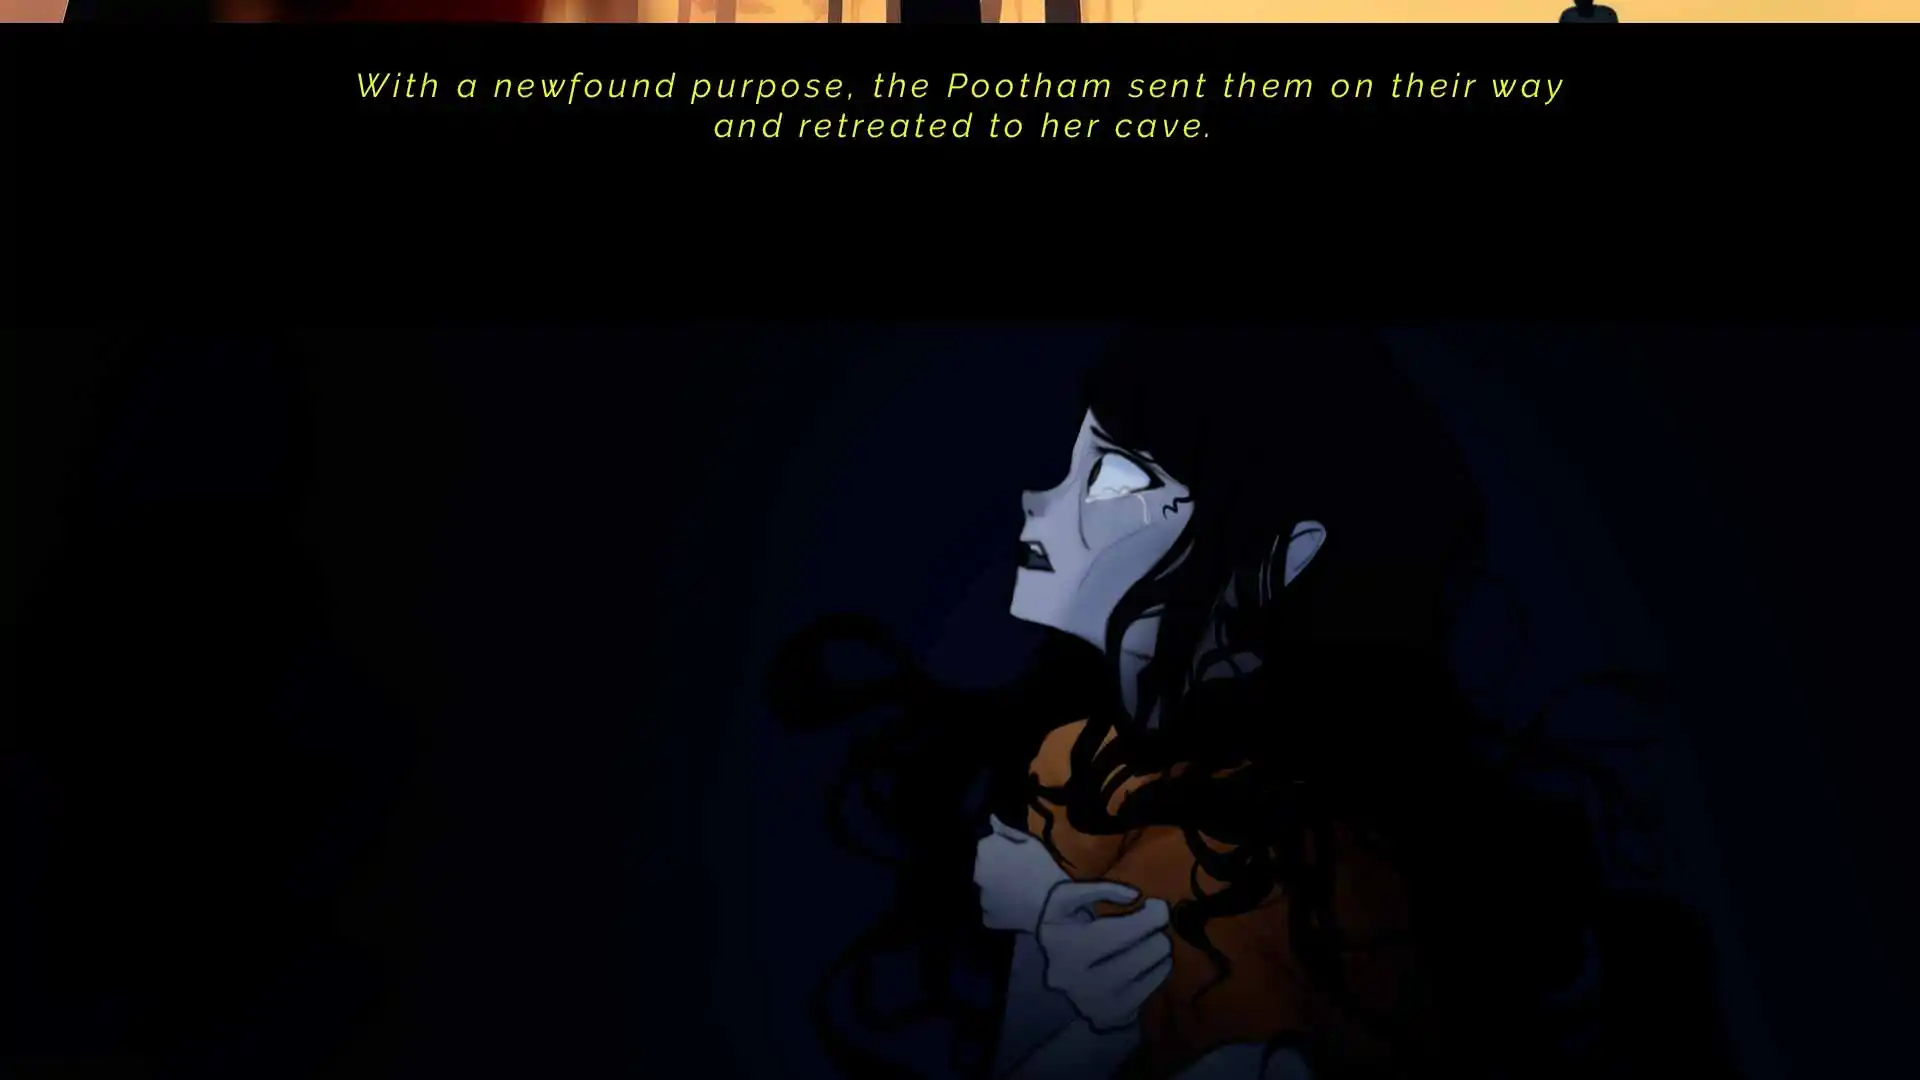 With a newfound purpose, the Pootham sent them on their way
and retreated to her cave.